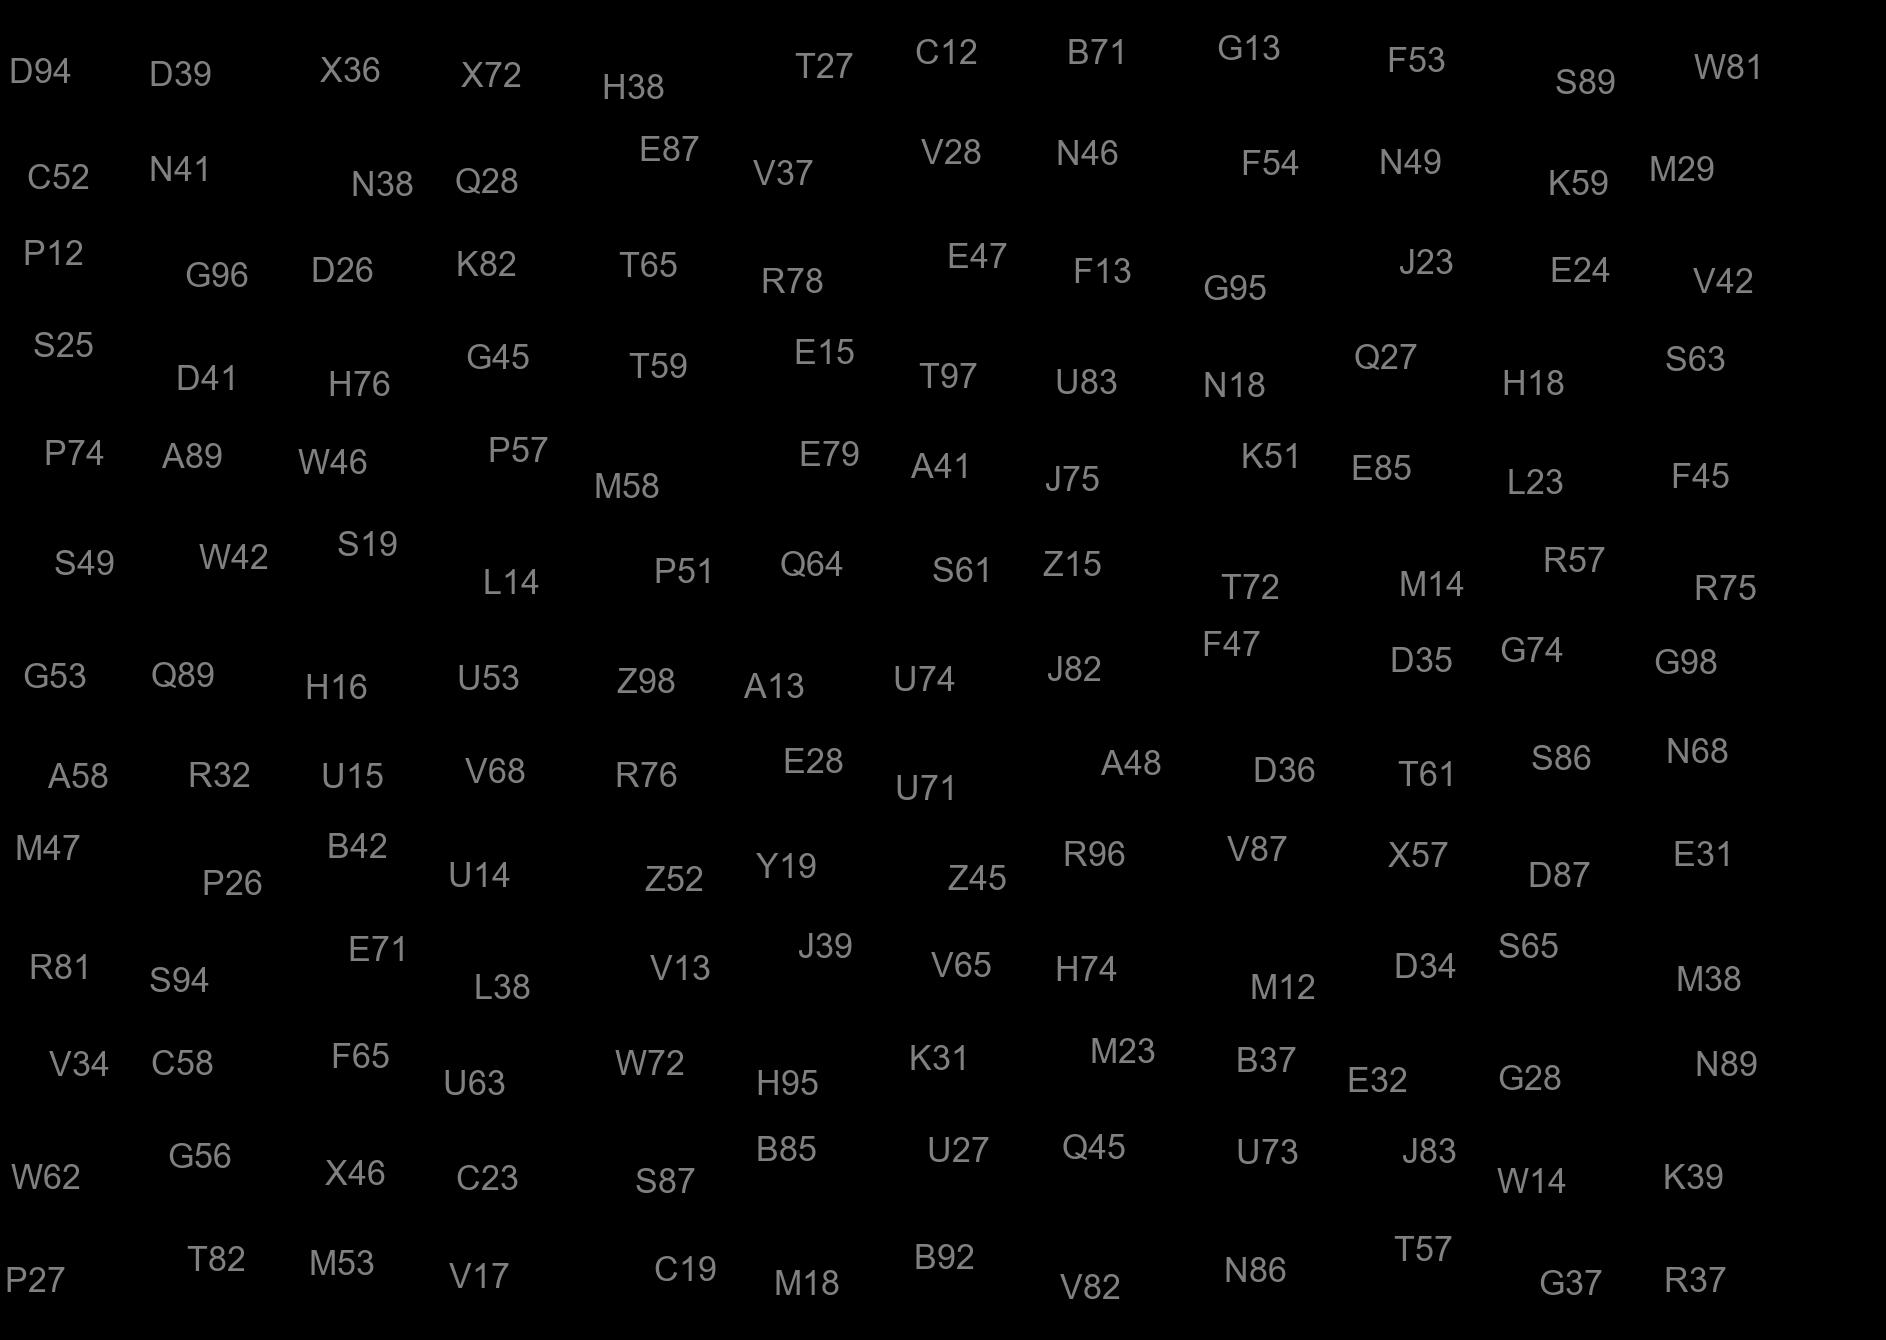 D94 D39 X36 X72 H38 T27 C12 B71 G13 F53 S89 W81
C52 N41 N38 Q28 E87 V37 V28 N46 F54 N49 K59 M29
P12 G96 D26 K82 T65 R78 E47 F13 G95 J23 E24 V42
S25 D41 H76 G45 T59 E15 T97 U83 N18 Q27 H18 S63
P74 A89 W46 P57 M58 E79 A41 J75 K51 E85 L23 F45
S49 W42 S19 L14 P51 Q64 S61 Z15 T72 M14 R57 R75
G53 Q89 H16 U53 Z98 A13 U74 J82 F47 D35 G74 G98
A58 R32 U15 V68 R76 E28 U71 A48 D36 T61 S86 N68
M47 P26 B42 U14 Z52 Y19 Z45 R96 V87 X57 D87 E31
R81 S94 E71 L38 V13 J39 V65 H74 M12 D34 S65 M38
V34 C58 F65 U63 W72 H95 K31 M23 B37 E32 G28 N89
W62 G56 X46 C23 S87 B85 U27 Q45 U73 J83 W14 K39
P27 T82 M53 V17 C19 M18 B92 V82 N86 T57 G37 R37